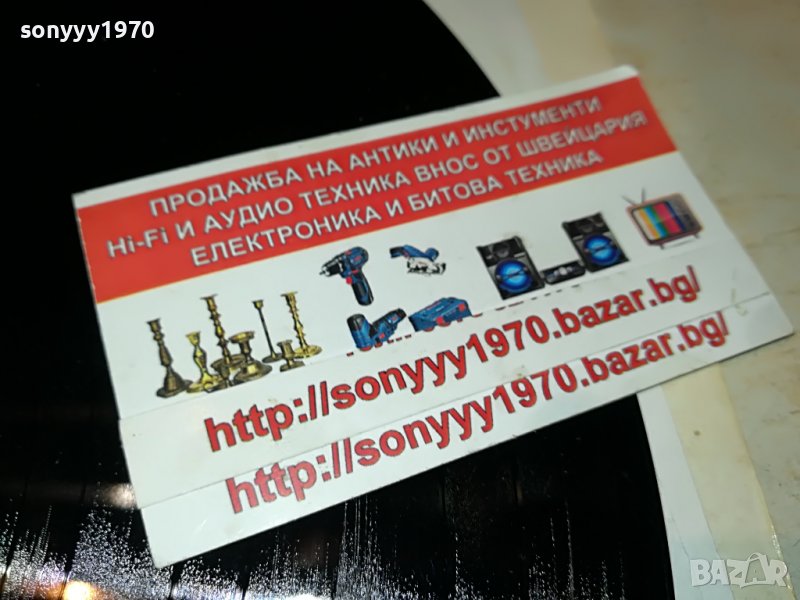 sonyyy1970
ПРОДАЖБА НА АНТИКИ И ИНСТУМЕНТИ
Hi-Fi И АУДИО ТЕХНИКА ВНОС ОТ ШВЕИЦАРИЯ
ЕЛЕКТРОНИКА И БИТОВА ТЕХНИКА
http://sonyyy1970.bazar.bg/
http://sonyyy1970.bazar.bg/
BAZAR